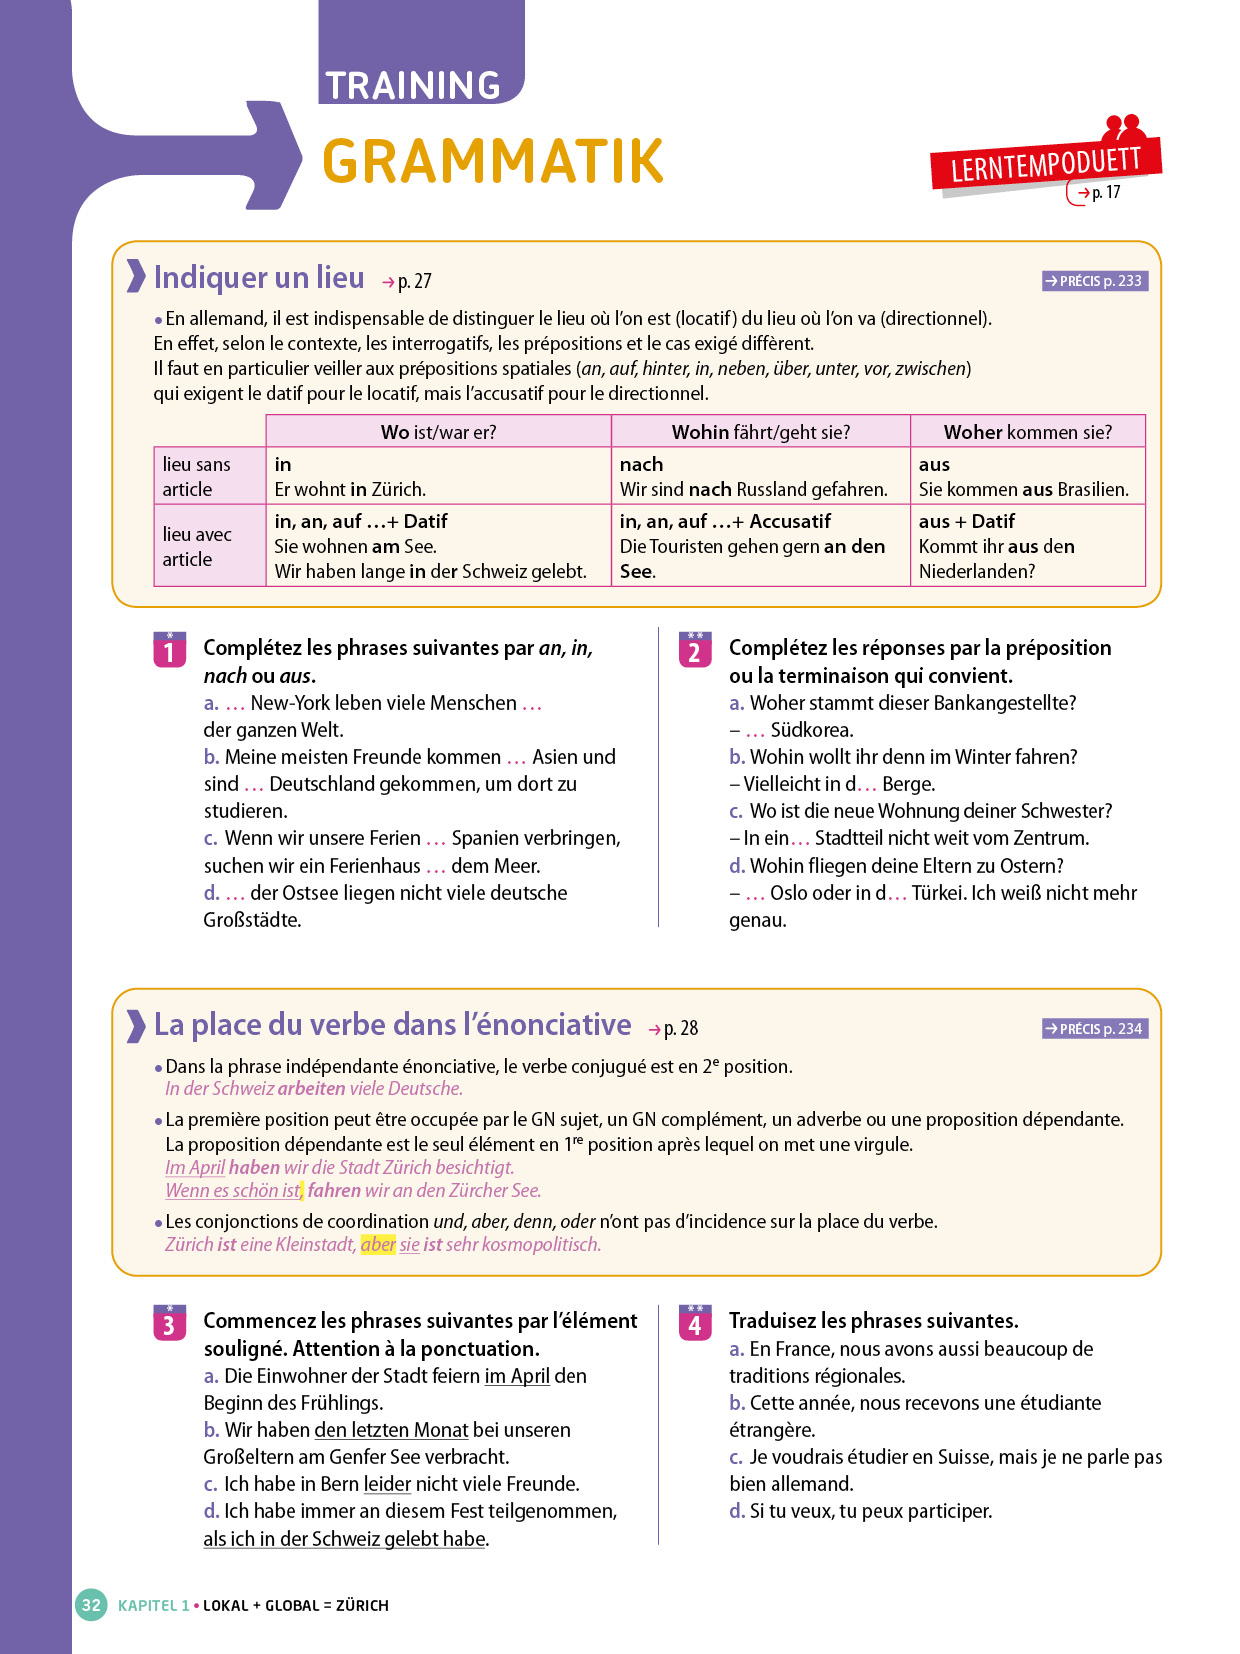 TRAINING
GRAMMATIK
LERNTEMPODUETT
→ p. 17
Indiquer un lieu → p. 27
→ PRÉCIS p. 233
• En allemand, il est indispensable de distinguer le lieu où l'on est (locatif) du lieu où l'on va (directionnel).
En effet, selon le contexte, les interrogatifs, les prépositions et le cas exigé diffèrent.
Il faut en particulier veiller aux prépositions spatiales (an, auf, hinter, in, neben, über, unter, vor, zwischen)
qui exigent le datif pour le locatif, mais l'accusatif pour le directionnel.
Wo ist/war er?
Wohin fährt/geht sie?
Woher kommen sie?
lieu sans
article
in
Er wohnt in Zürich.
nach
Wir sind nach Russland gefahren.
aus
Sie kommen aus Brasilien.
lieu avec
article
in, an, auf …+ Datif
Sie wohnen am See.
Wir haben lange in der Schweiz gelebt.
in, an, auf …+ Accusatif
Die Touristen gehen gern an den
See.
aus + Datif
Kommt ihr aus den
Niederlanden?
* 1 Complétez les phrases suivantes par an, in,
nach ou aus.
a. … New-York leben viele Menschen …
der ganzen Welt.
b. Meine meisten Freunde kommen … Asien und
sind … Deutschland gekommen, um dort zu
studieren.
c. Wenn wir unsere Ferien … Spanien verbringen,
suchen wir ein Ferienhaus … dem Meer.
d. … der Ostsee liegen nicht viele deutsche
Großstädte.
** 2 Complétez les réponses par la préposition
ou la terminaison qui convient.
a. Woher stammt dieser Bankangestellte?
– … Südkorea.
b. Wohin wollt ihr denn im Winter fahren?
– Vielleicht in d… Berge.
c. Wo ist die neue Wohnung deiner Schwester?
– In ein… Stadtteil nicht weit vom Zentrum.
d. Wohin fliegen deine Eltern zu Ostern?
– … Oslo oder in d… Türkei. Ich weiß nicht mehr
genau.
La place du verbe dans l'énonciative → p. 28
→ PRÉCIS p. 234
• Dans la phrase indépendante énonciative, le verbe conjugué est en 2e position.
In der Schweiz arbeiten viele Deutsche.
• La première position peut être occupée par le GN sujet, un GN complément, un adverbe ou une proposition dépendante.
La proposition dépendante est le seul élément en 1re position après lequel on met une virgule.
Im April haben wir die Stadt Zürich besichtigt.
Wenn es schön ist, fahren wir an den Zürcher See.
• Les conjonctions de coordination und, aber, denn, oder n'ont pas d'incidence sur la place du verbe.
Zürich ist eine Kleinstadt, aber sie ist sehr kosmopolitisch.
* 3 Commencez les phrases suivantes par l'élément
souligné. Attention à la ponctuation.
a. Die Einwohner der Stadt feiern im April den
Beginn des Frühlings.
b. Wir haben den letzten Monat bei unseren
Großeltern am Genfer See verbracht.
c. Ich habe in Bern leider nicht viele Freunde.
d. Ich habe immer an diesem Fest teilgenommen,
als ich in der Schweiz gelebt habe.
** 4 Traduisez les phrases suivantes.
a. En France, nous avons aussi beaucoup de
traditions régionales.
b. Cette année, nous recevons une étudiante
étrangère.
c. Je voudrais étudier en Suisse, mais je ne parle pas
bien allemand.
d. Si tu veux, tu peux participer.
32 KAPITEL 1 • LOKAL + GLOBAL = ZÜRICH